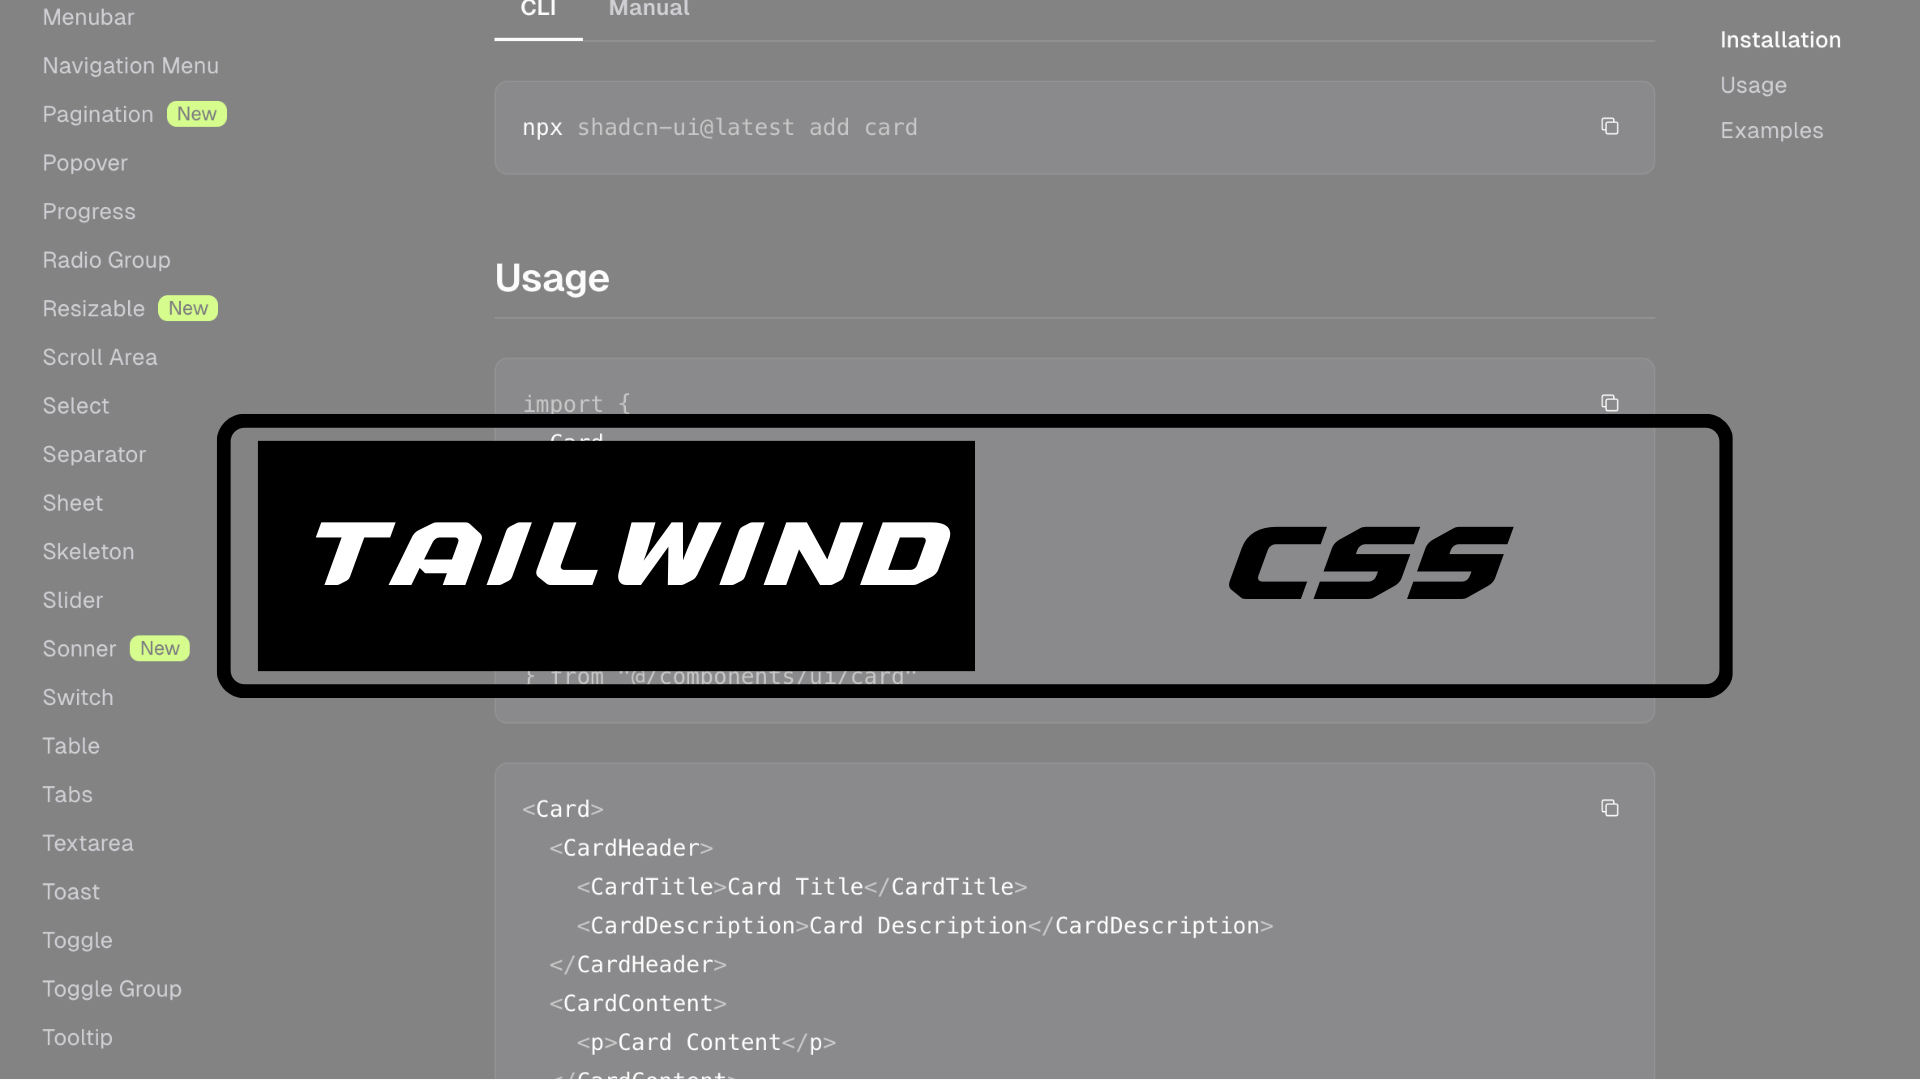 Menubar
Navigation Menu
Pagination New
Popover
Progress
Radio Group
Resizable New
Scroll Area
Select
Separator
Sheet
Skeleton
Slider
Sonner New
Switch
Table
Tabs
Textarea
Toast
Toggle
Toggle Group
Tooltip
CLI Manual
npx shadcn-ui@latest add card
Usage
import {
Card
TAILWIND CSS
} from "@/components/ui/card"
<Card>
<CardHeader>
<CardTitle>Card Title</CardTitle>
<CardDescription>Card Description</CardDescription>
</CardHeader>
<CardContent>
<p>Card Content</p>
</CardContent>
Installation
Usage
Examples